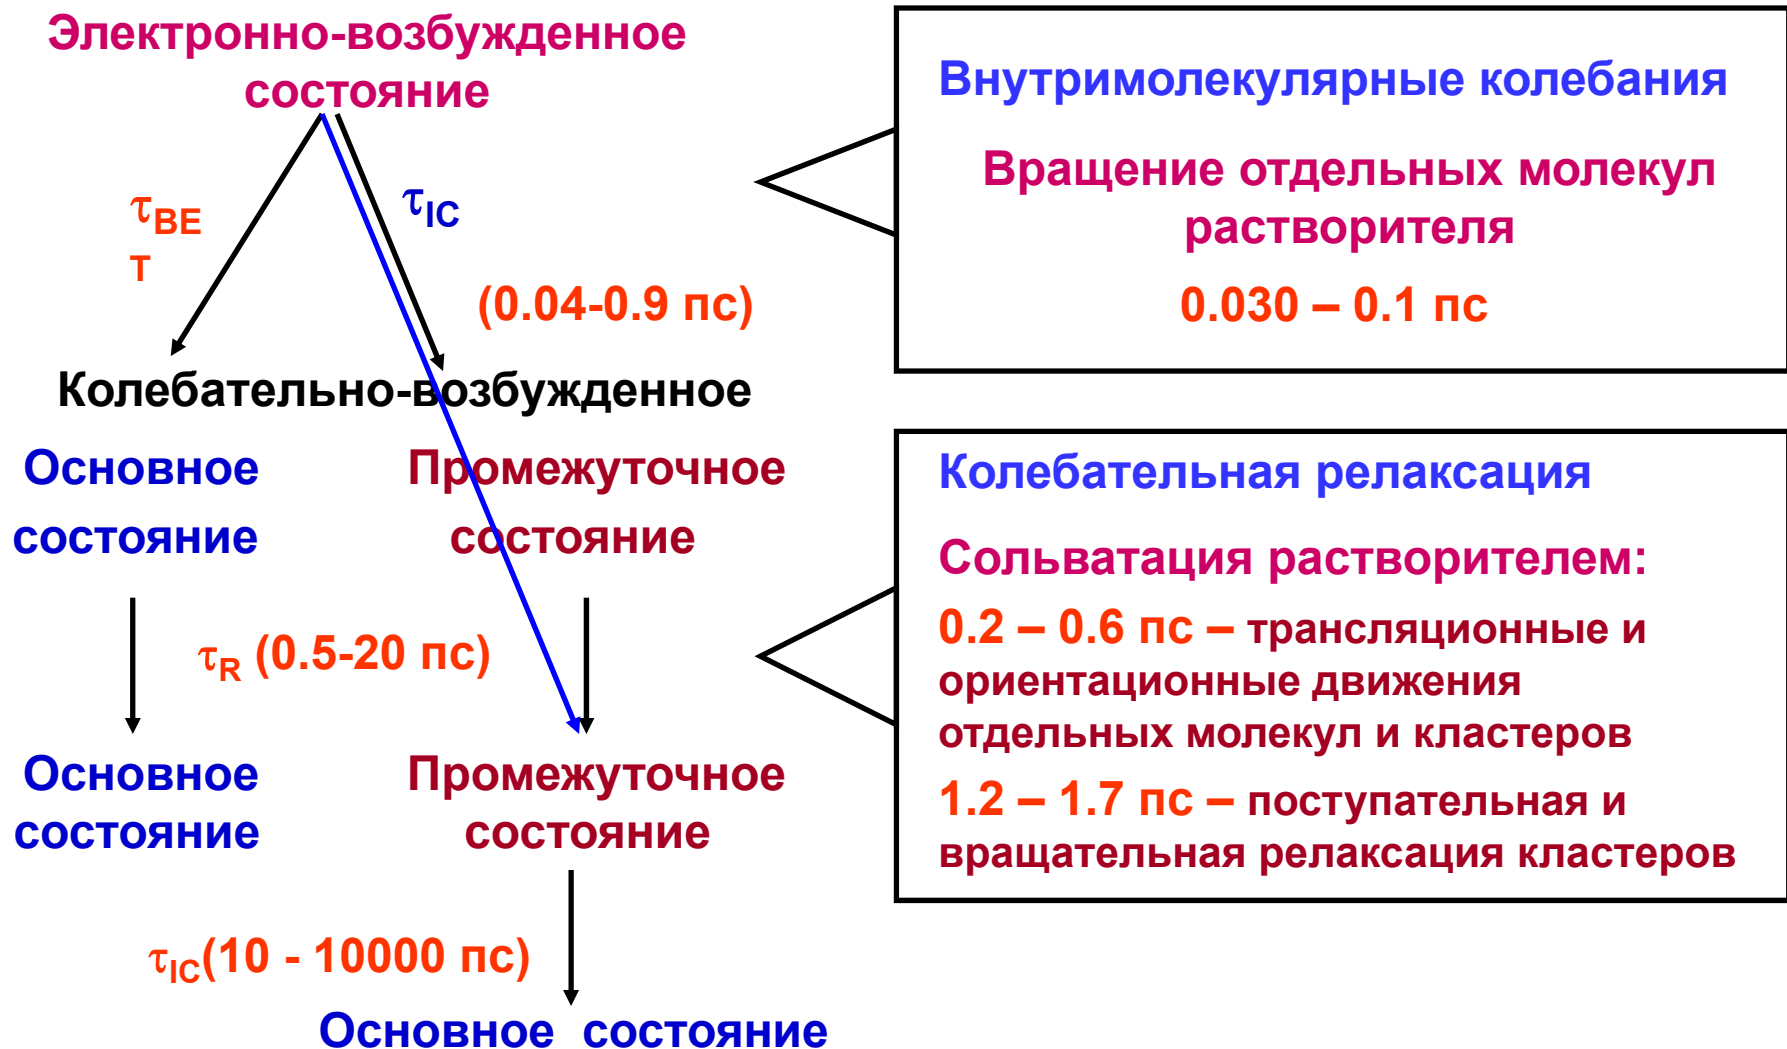 Электронно-возбужденное
состояние
τBE
T
τIC
(0.04-0.9 пс)
Колебательно-возбужденное
Основное
состояние
Промежуточное
состояние
τR (0.5-20 пс)
Основное
состояние
Промежуточное
состояние
τIC(10 - 10000 пс)
Основное состояние
Внутримолекулярные колебания
Вращение отдельных молекул
растворителя
0.030 – 0.1 пс
Колебательная релаксация
Сольватация растворителем:
0.2 – 0.6 пс – трансляционные и
ориентационные движения
отдельных молекул и кластеров
1.2 – 1.7 пс – поступательная и
вращательная релаксация кластеров